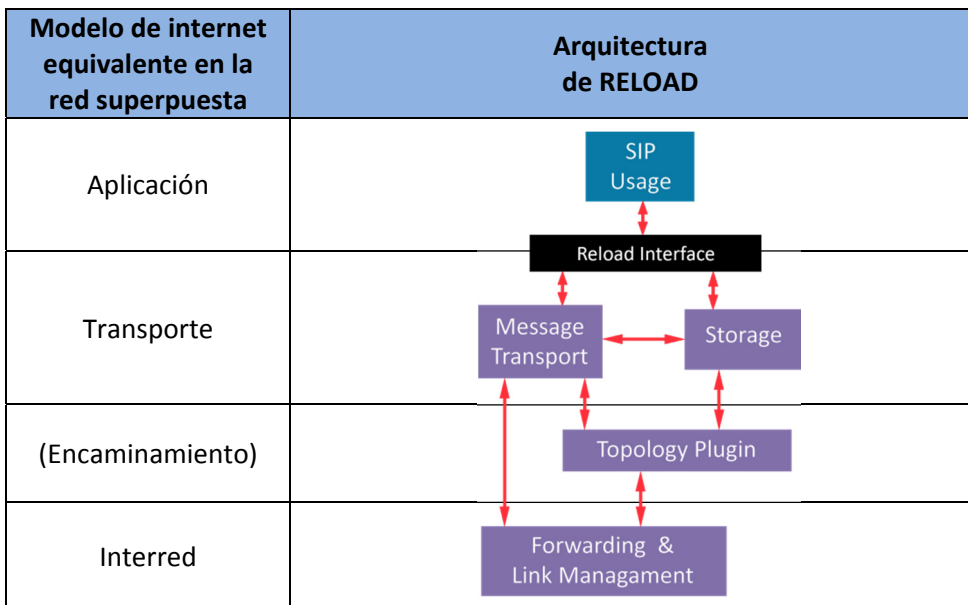 Modelo de internet
equivalente en la
red superpuesta
Arquitectura
de RELOAD
Aplicación
SIP
Usage
Reload Interface
Transporte
Message
Transport
Storage
(Encaminamiento)
Topology Plugin
Interred
Forwarding &
Link Managament